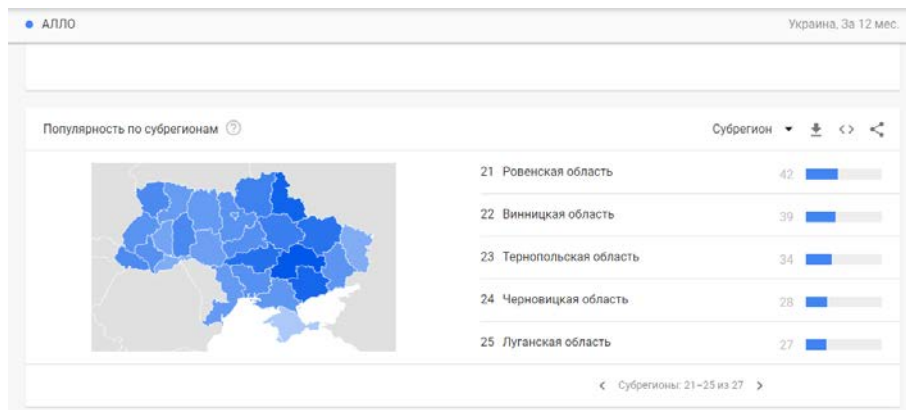 АЛЛО
Украина, За 12 мес.
Популярность по субрегионам
Субрегион
21 Ровенская область 42
22 Винницкая область 39
23 Тернопольская область 34
24 Черновицкая область 28
25 Луганская область 27
Субрегионы: 21–25 из 27